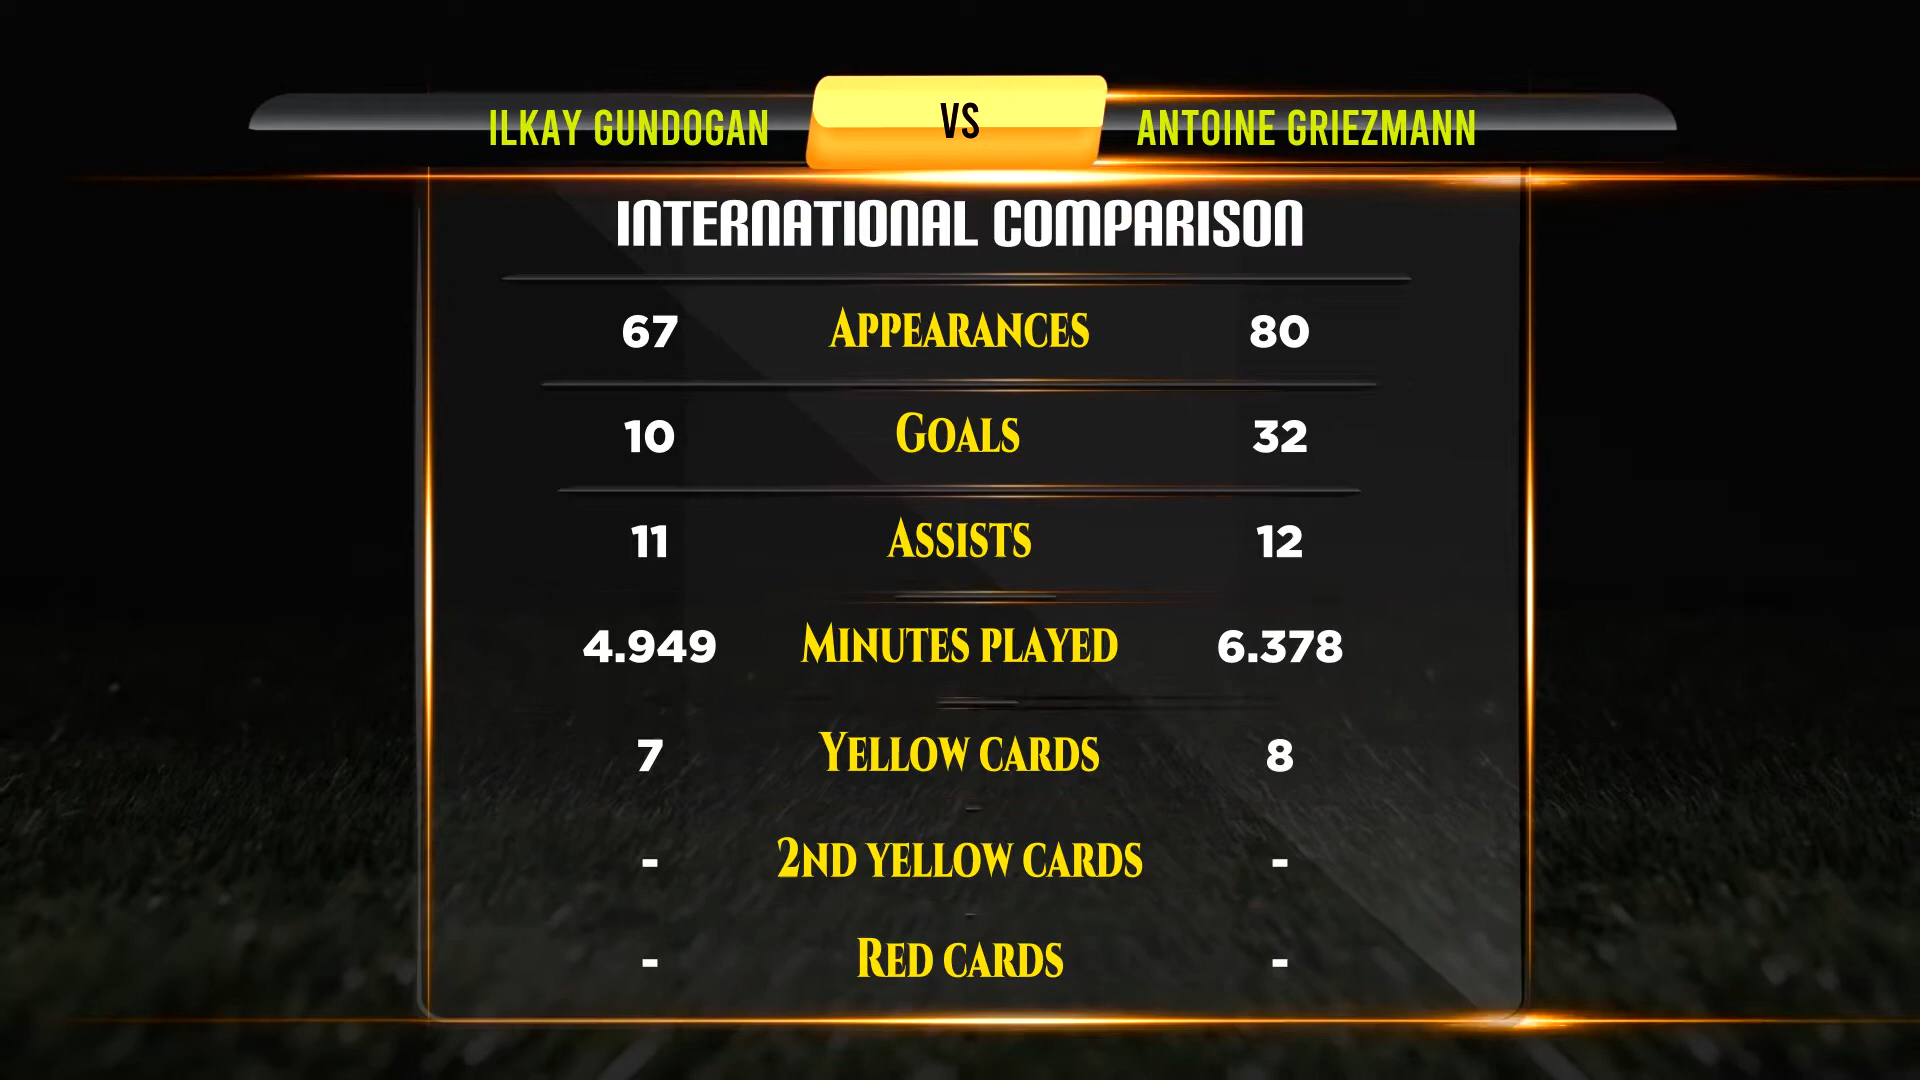 ILKAY GUNDOGAN VS ANTOINE GRIEZMANN
INTERNATIONAL COMPARISON
67 APPEARANCES 80
10 GOALS 32
11 ASSISTS 12
4.949 MINUTES PLAYED 6.378
7 YELLOW CARDS 8
- 2ND YELLOW CARDS -
- RED CARDS -